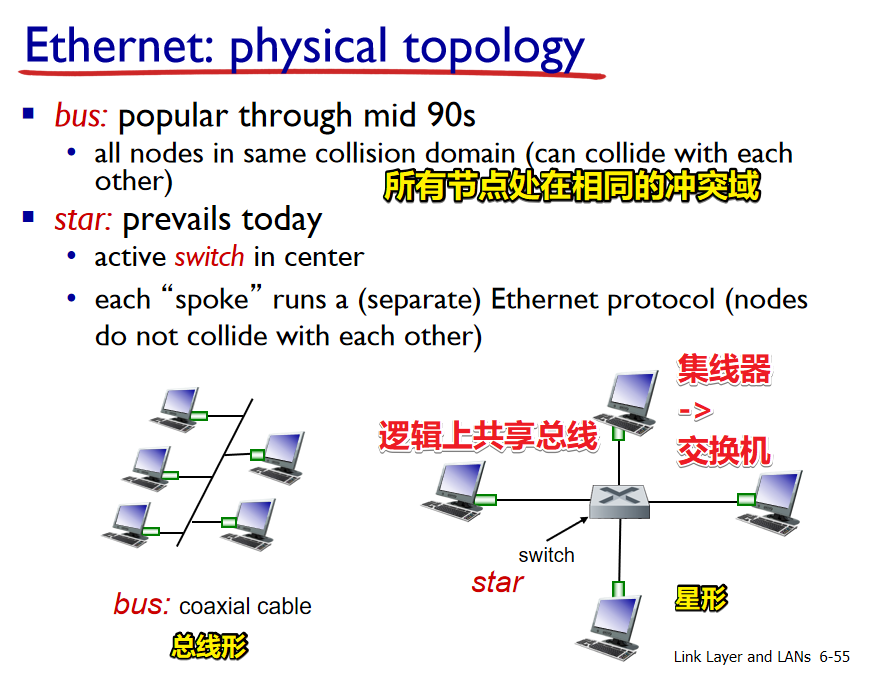 Ethernet: physical topology
bus: popular through mid 90s
all nodes in same collision domain (can collide with each
other)
所有节点处在相同的冲突域
star: prevails today
active switch in center
each “spoke” runs a (separate) Ethernet protocol (nodes
do not collide with each other)
逻辑上共享总线
集线器
->
交换机
switch
star
星形
bus: coaxial cable
总线形
Link Layer and LANs 6-55